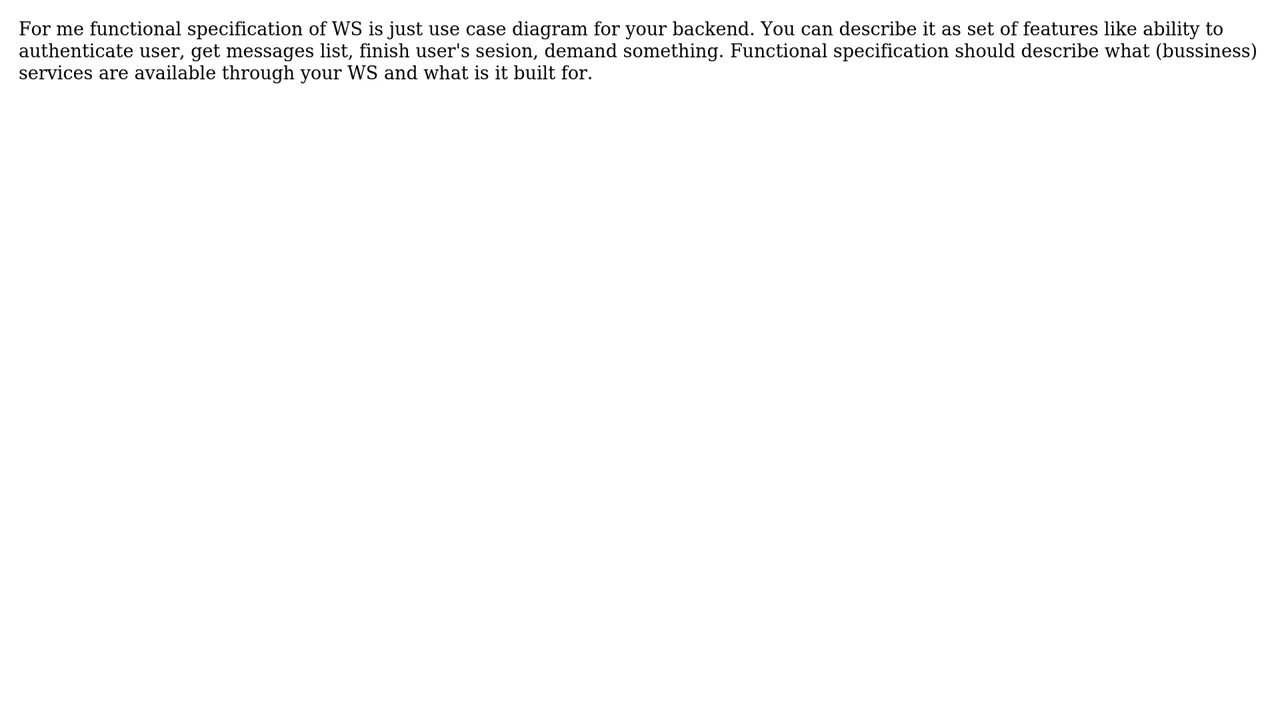 For me functional specification of WS is just use case diagram for your backend. You can describe it as set of features like ability to
authenticate user, get messages list, finish user's sesion, demand something. Functional specification should describe what (bussiness)
services are available through your WS and what is it built for.